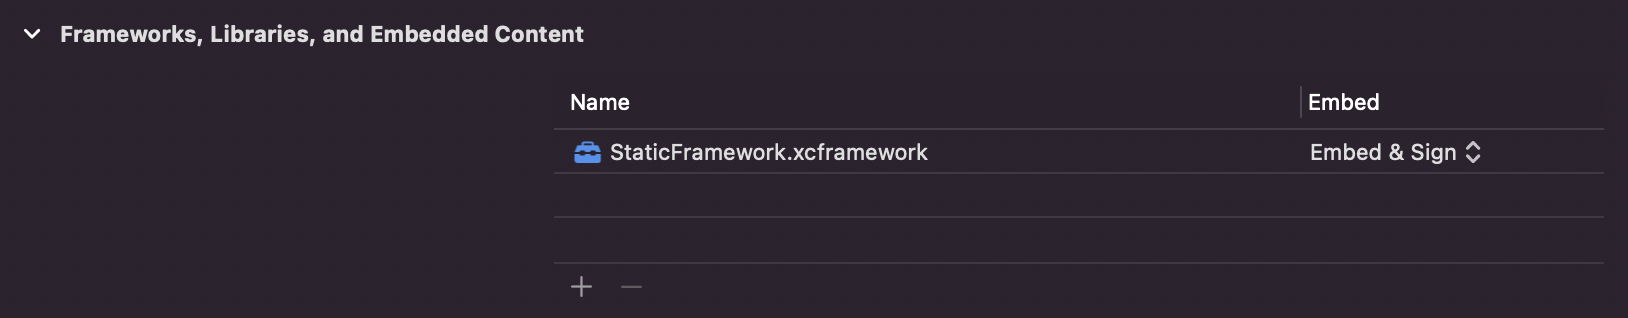 Frameworks, Libraries, and Embedded Content
Name Embed
StaticFramework.xcframework Embed & Sign